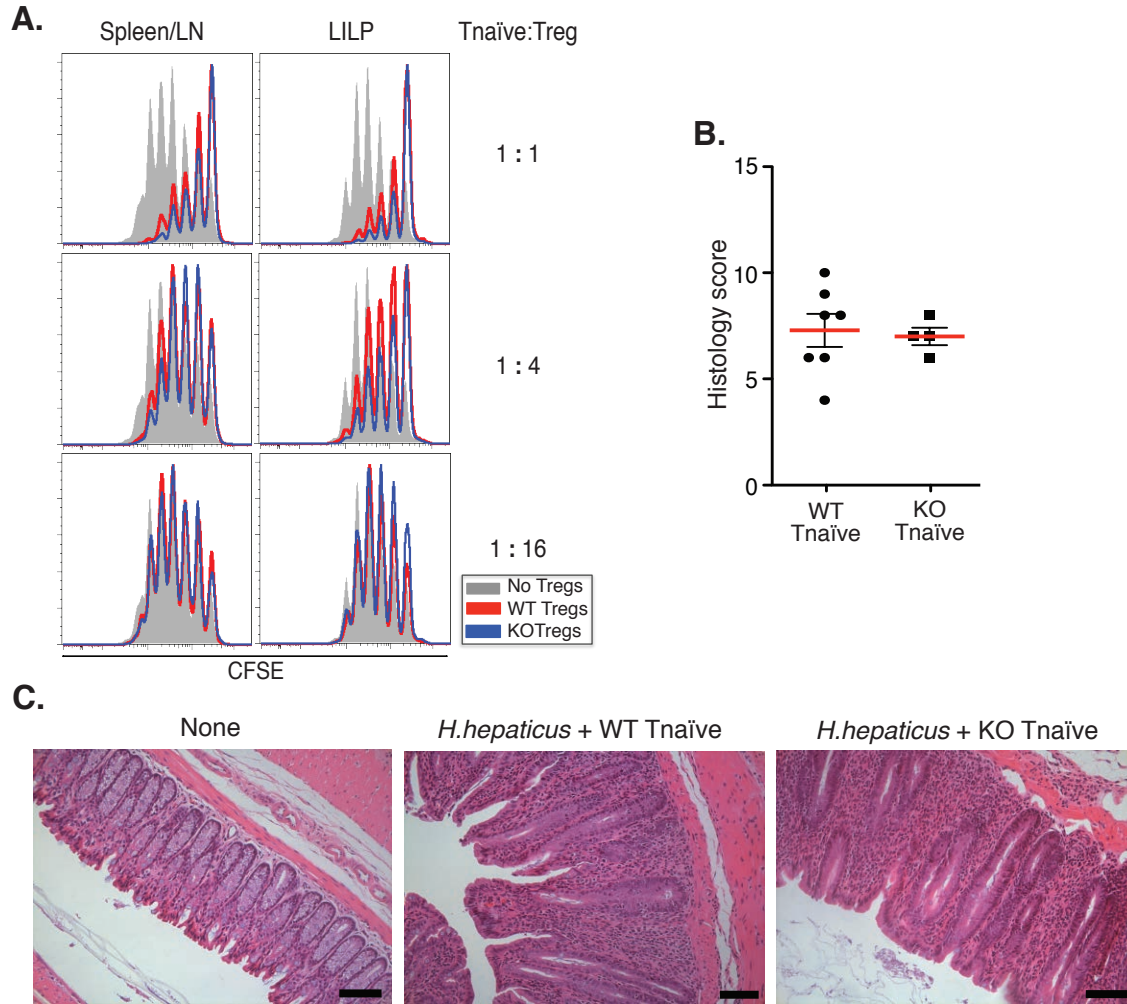 A.
Spleen/LN LILP Tnaïve:Treg
1 : 1
1 : 4
1 : 16
No Tregs
WT Tregs
KOTregs
CFSE
B.
15
10
5
0
Histology score
WT Tnaïve
KO Tnaïve
C.
None
H.hepaticus + WT Tnaïve
H.hepaticus + KO Tnaïve